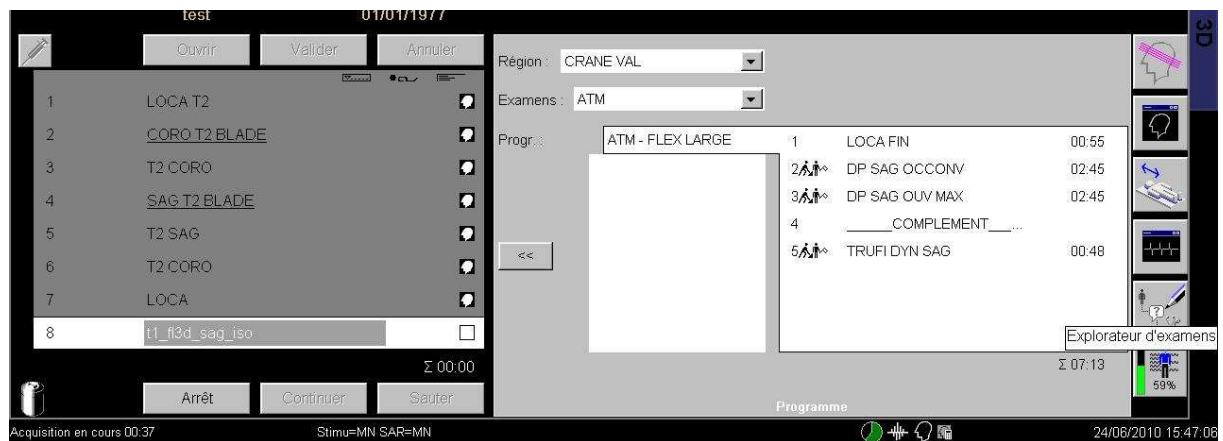 test 01/01/1977
3D
Ouvrir Valider Annuler
1 LOCA T2
2 CORO T2 BLADE
3 T2 CORO
4 SAG T2 BLADE
5 T2 SAG
6 T2 CORO
7 LOCA
8 t1_fl3d_sag_iso
Σ 00:00
Arrêt Continuer Sauter
Région : CRANE VAL
Examens : ATM
Progr. : ATM - FLEX LARGE
<<
1 LOCA FIN 00:55
2 DP SAG OCCONV 02:45
3 DP SAG OUV MAX 02:45
4 _____COMPLEMENT___...
5 TRUFI DYN SAG 00:48
Σ 07:13
Programme
?
Explorateur d'examens
59%
Acquisition en cours 00:37 Stimu=MN SAR=MN 24/06/2010 15:47:06